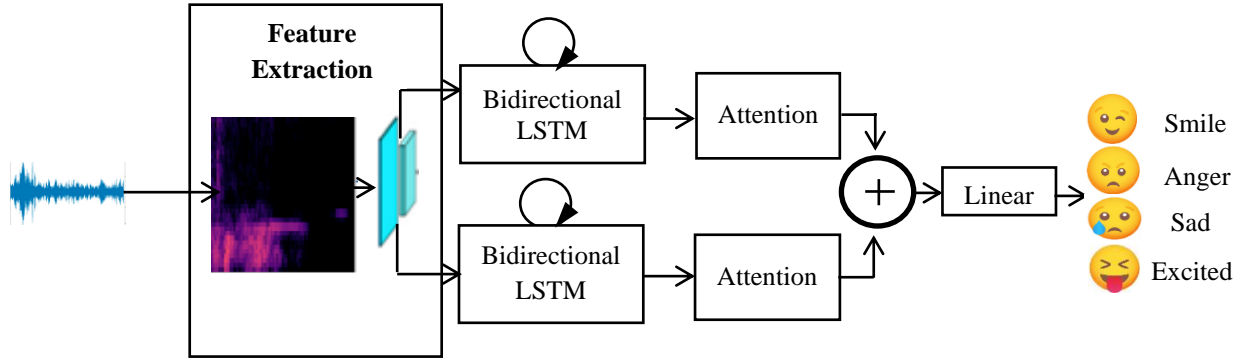 Feature
Extraction
Bidirectional
LSTM
Attention
Bidirectional
LSTM
Attention
+
Linear
Smile
Anger
Sad
Excited